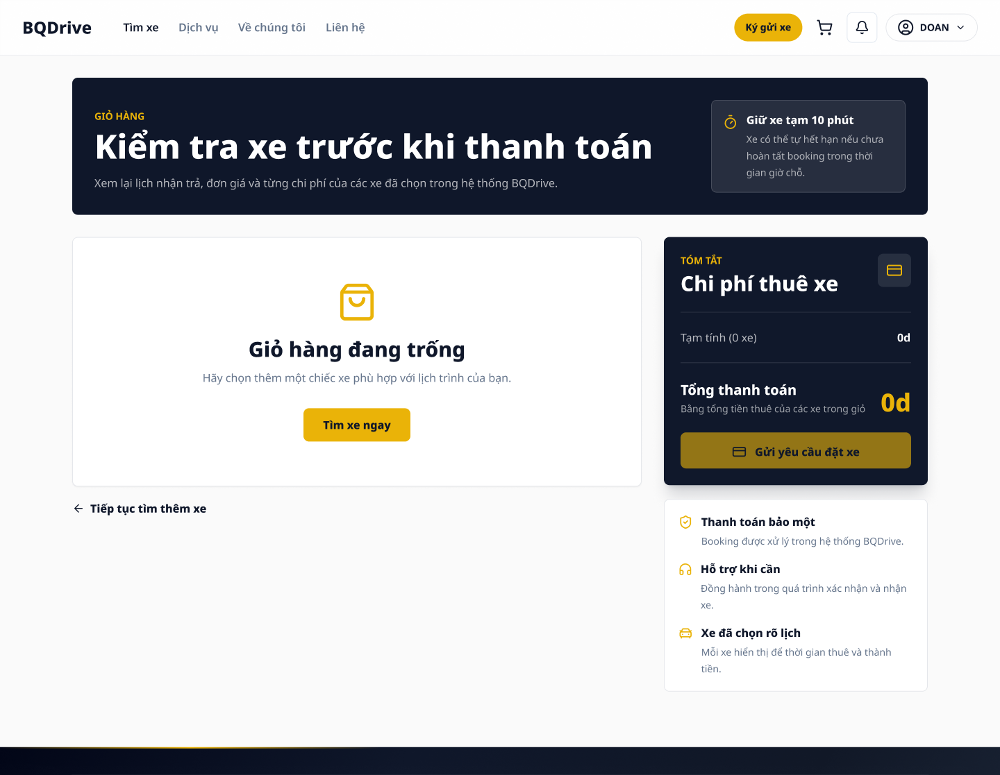 BQDrive
Tìm xe
Dịch vụ
Về chúng tôi
Liên hệ
Ký gửi xe
DOAN
GIỎ HÀNG
Kiểm tra xe trước khi thanh toán
Xem lại lịch nhận trả, đơn giá và từng chi phí của các xe đã chọn trong hệ thống BQDrive.
Giữ xe tạm 10 phút
Xe có thể tự hết hạn nếu chưa
hoàn tất booking trong thời
gian giờ chỗ.
Giỏ hàng đang trống
Hãy chọn thêm một chiếc xe phù hợp với lịch trình của bạn.
Tìm xe ngay
Tiếp tục tìm thêm xe
TÓM TẮT
Chi phí thuê xe
Tạm tính (0 xe)
0d
Tổng thanh toán
Bằng tổng tiền thuê của các xe trong giỏ
0d
Gửi yêu cầu đặt xe
Thanh toán bảo một
Booking được xử lý trong hệ thống BQDrive.
Hỗ trợ khi cần
Đồng hành trong quá trình xác nhận và nhận
xe.
Xe đã chọn rõ lịch
Mỗi xe hiển thị để thời gian thuê và thành
tiền.